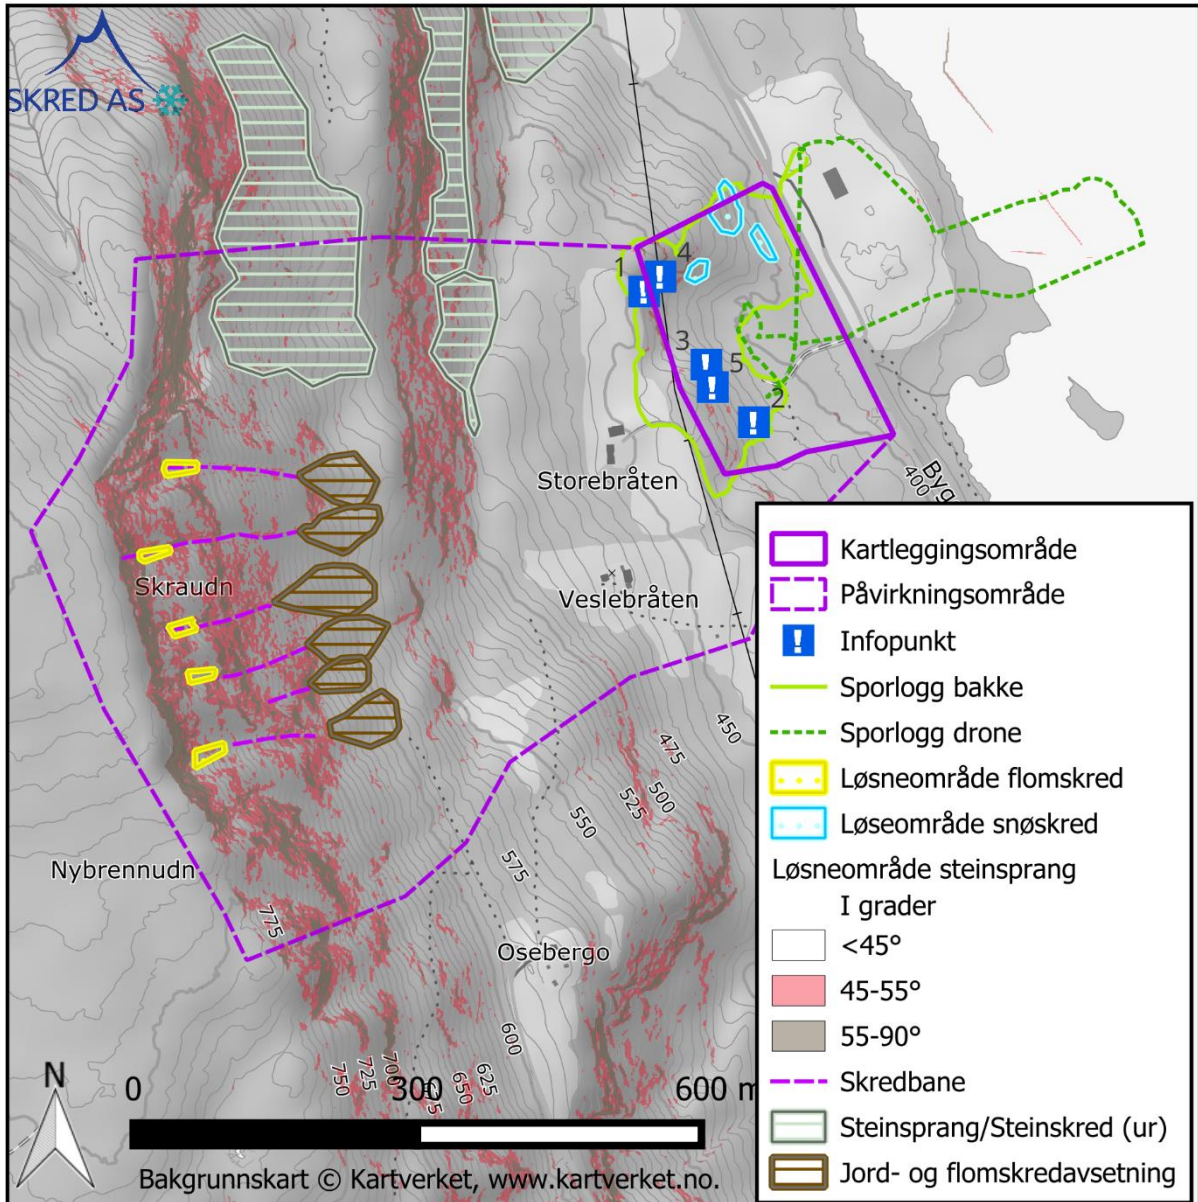 SKRED AS
1
4
3
5
2
Storebråten
400
Byg
Veslebråten
Skraudn
450
475
500
525
550
575
Nybrennudn
775
Osebergo
600
625
650
675
700
725
750
N
0 300 600 m
Bakgrunnskart © Kartverket, www.kartverket.no.
Kartleggingsområde
Påvirkningsområde
Infopunkt
Sporlogg bakke
Sporlogg drone
Løsneområde flomskred
Løseområde snøskred
Løsneområde steinsprang
I grader
<45°
45-55°
55-90°
Skredbane
Steinsprang/Steinskred (ur)
Jord- og flomskredavsetning